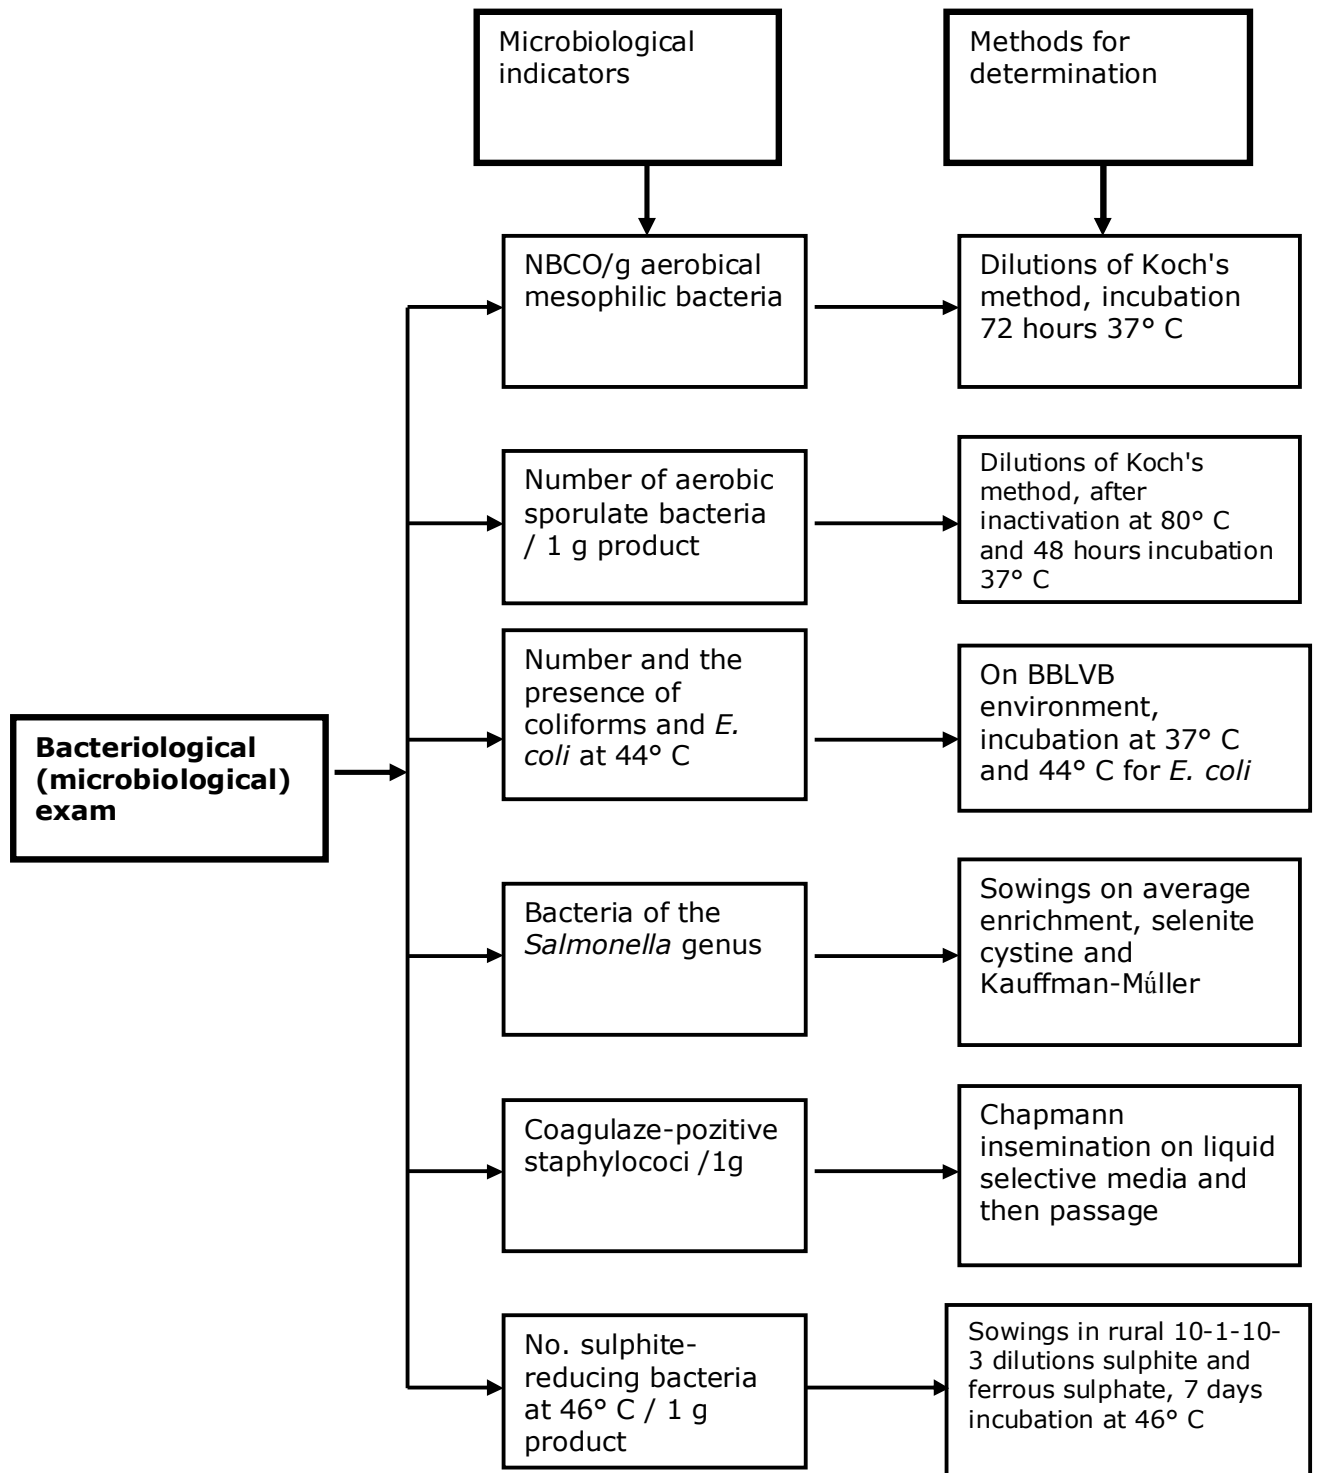 Microbiological
indicators
Methods for
determination
NBCO/g aerobical
mesophilic bacteria
Dilutions of Koch's
method, incubation
72 hours 37° C
Number of aerobic
sporulate bacteria
/ 1 g product
Dilutions of Koch's
method, after
inactivation at 80° C
and 48 hours incubation
37° C
Number and the
presence of
coliforms and E.
coli at 44° C
On BBLVB
environment,
incubation at 37° C
and 44° C for E. coli
Bacteriological
(microbiological)
exam
Bacteria of the
Salmonella genus
Sowings on average
enrichment, selenite
cystine and
Kauffman-Mǘller
Coagulaze-pozitive
staphylococi /1g
Chapmann
insemination on liquid
selective media and
then passage
No. sulphite-
reducing bacteria
at 46° C / 1 g
product
Sowings in rural 10-1-10-
3 dilutions sulphite and
ferrous sulphate, 7 days
incubation at 46° C